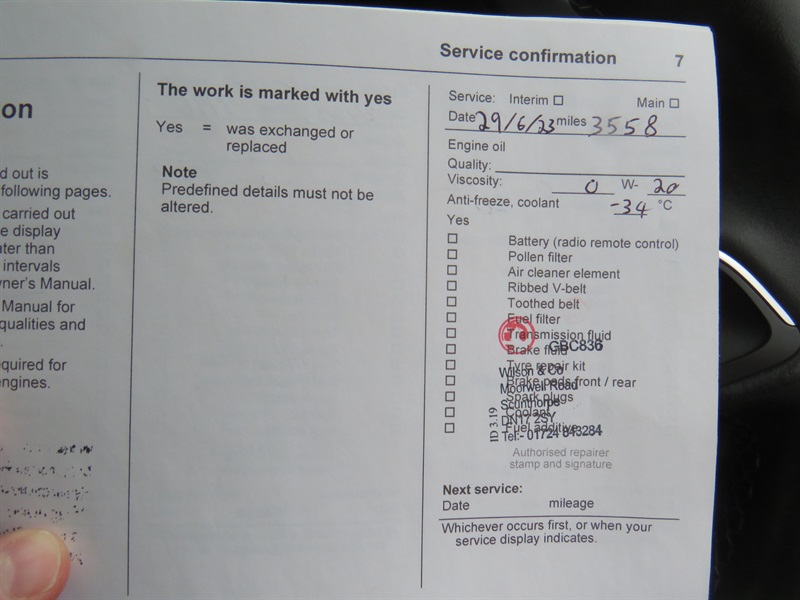 Service confirmation 7
on
d out is
following pages.
carried out
e display
ater than
intervals
ner's Manual.
Manual for
qualities and
equired for
engines.
The work is marked with yes
Yes = was exchanged or
replaced
Note
Predefined details must not be
altered.
Service: Interim ☐ Main ☐
Date 29/6/23 miles 3558
Engine oil
Quality:
Viscosity: 0 W- 20
Anti-freeze, coolant -34 °C
Yes
☐ Battery (radio remote control)
☐ Pollen filter
☐ Air cleaner element
☐ Ribbed V-belt
☐ Toothed belt
☐ Fuel filter
☐ Transmission fluid
GBC836
☐ Brake fluid
☐ Tyre repair kit
Wilson & Co
☐ Brake pads front / rear
Moorwell Road
☐ Spark plugs
Scunthorpe
☐ Coolant
DN17 2SY
☐ Fuel additive
Tel:- 01724 843284
ID 3.19
Authorised repairer
stamp and signature
Next service:
Date mileage
Whichever occurs first, or when your
service display indicates.